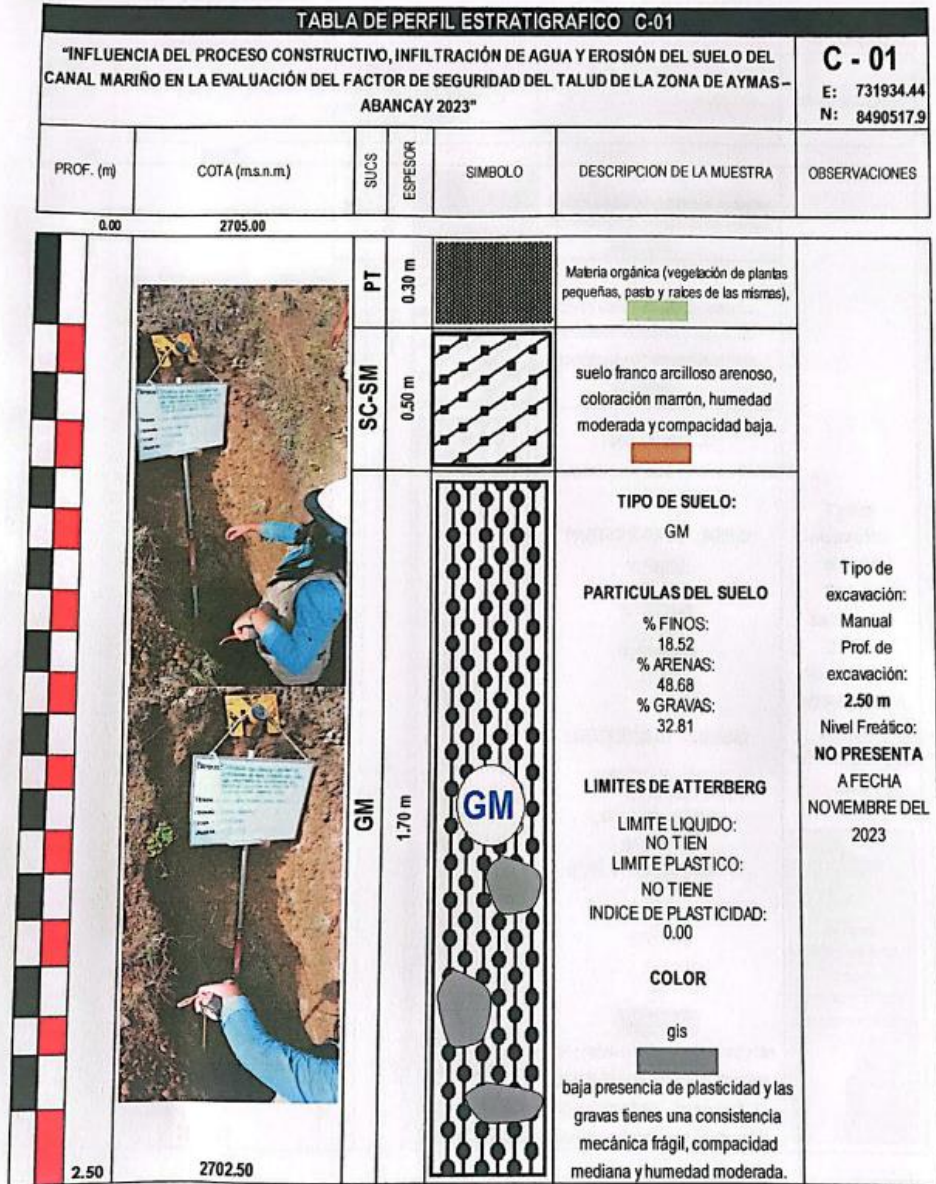 TABLA DE PERFIL ESTRATIGRAFICO C-01
"INFLUENCIA DEL PROCESO CONSTRUCTIVO, INFILTRACIÓN DE AGUA Y EROSIÓN DEL SUELO DEL
CANAL MARIÑO EN LA EVALUACIÓN DEL FACTOR DE SEGURIDAD DEL TALUD DE LA ZONA DE AYMAS –
ABANCAY 2023"
C - 01
E: 731934.44
N: 8490517.9
PROF. (m)
COTA (m.s.n.m.)
SUCS
ESPESOR
SIMBOLO
DESCRIPCION DE LA MUESTRA
OBSERVACIONES
0.00
2705.00
PT
0.30 m
Materia orgánica (vegetación de plantas
pequeñas, pasto y raices de las mismas),
SC-SM
0.50 m
suelo franco arcilloso arenoso,
coloración marrón, humedad
moderada y compacidad baja.
GM
1.70 m
GM
TIPO DE SUELO:
GM
PARTICULAS DEL SUELO
% FINOS:
18.52
% ARENAS:
48.68
% GRAVAS:
32.81
LIMITES DE ATTERBERG
LIMITE LIQUIDO:
NO TIEN
LIMITE PLASTICO:
NO TIENE
INDICE DE PLASTICIDAD:
0.00
COLOR
gis
baja presencia de plasticidad y las
gravas tienes una consistencia
mecánica frágil, compacidad
mediana y humedad moderada.
Tipo de
excavación:
Manual
Prof. de
excavación:
2.50 m
Nivel Freático:
NO PRESENTA
A FECHA
NOVIEMBRE DEL
2023
2.50
2702.50